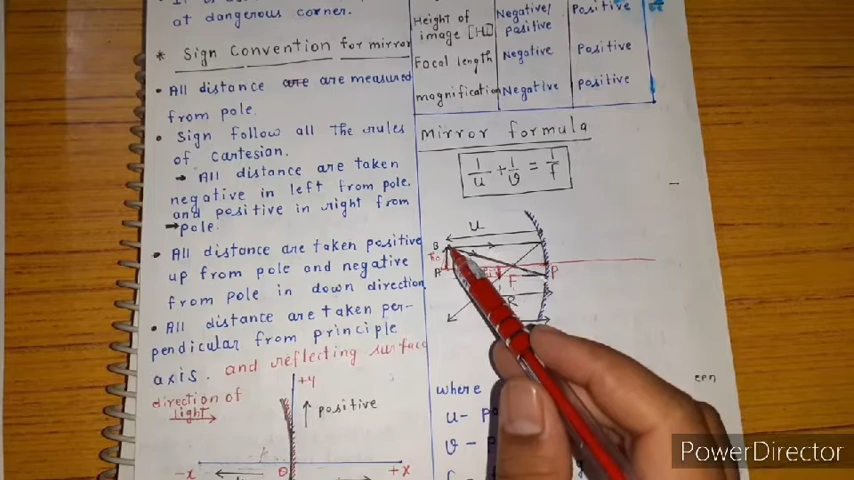 at dangerous corner.
* Sign Convention for mirror
• All distance are are measured
from pole.
• Sign follow all the rules
of Cartesian.
→ All distance are taken
negative in left from pole.
and positive in right from
→ pole.
• All distance are taken positive
up from pole and negative
from pole in down direction
• All distance are taken per-
pendicular from principle
axis. and reflecting surface
direction of
light
+y
positive
-x
O
+x
Height of
image [HI]
Negative/
positive
Positive
Focal length
Negative
Positive
magnification
Negative
Positive
Mirror formula
1/u + 1/v = 1/f
u
B
A
F
P
R
where
u-
v -
een
PowerDirector